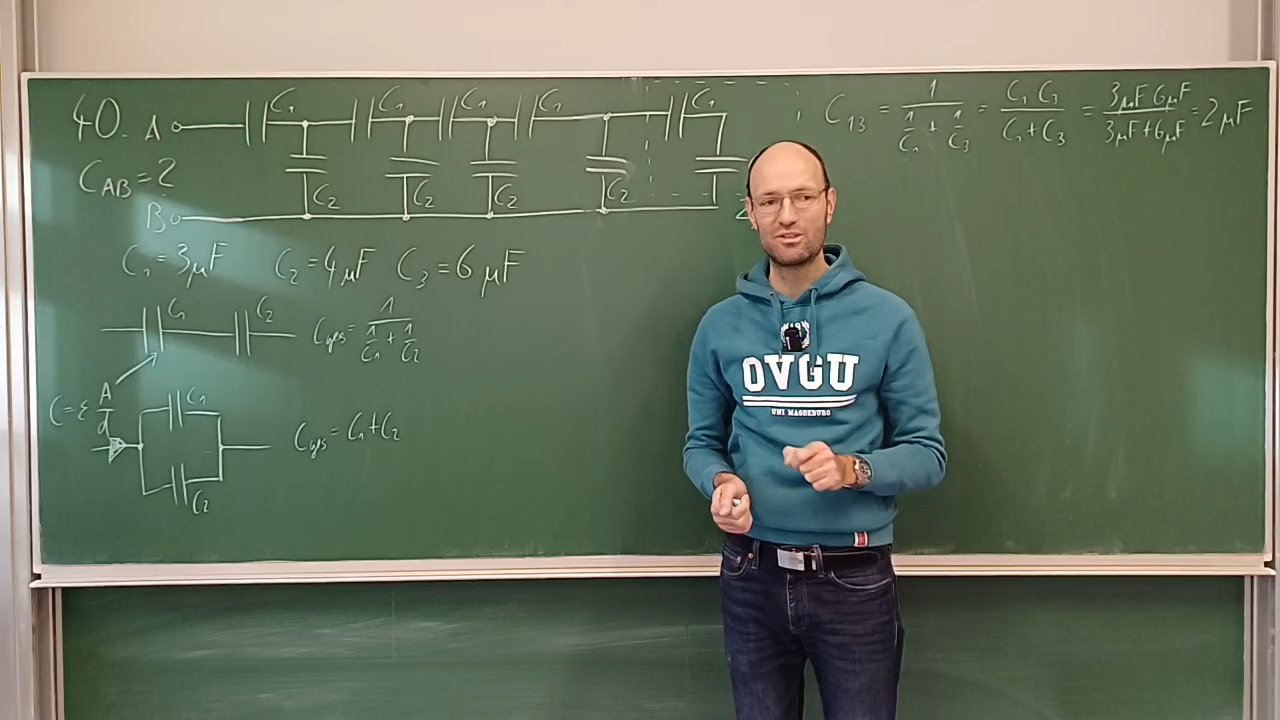 40. A
C₁ C₁ C₁ C₁ C₁
C_AB = ?
C₂ C₂ C₂ C₂
B
C₁ = 3μF C₂ = 4μF C₃ = 6μF
C₁ C₂ C_ges = 1 / (1/C₁ + 1/C₂)
C = ε A/d
C₁
C_ges = C₁ + C₂
C₂
C₁₃ = 1 / (1/C₁ + 1/C₃) = C₁ · C₃ / (C₁ + C₃) = 3μF 6μF / (3μF + 6μF) = 2μF
OVGU
UNI MAGDEBURG